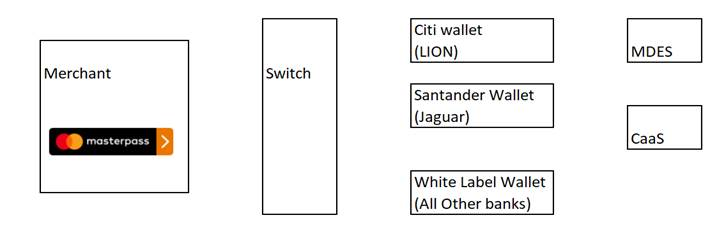 Merchant
masterpass
Switch
Citi wallet
(LION)
Santander Wallet
(Jaguar)
White Label Wallet
(All Other banks)
MDES
CaaS